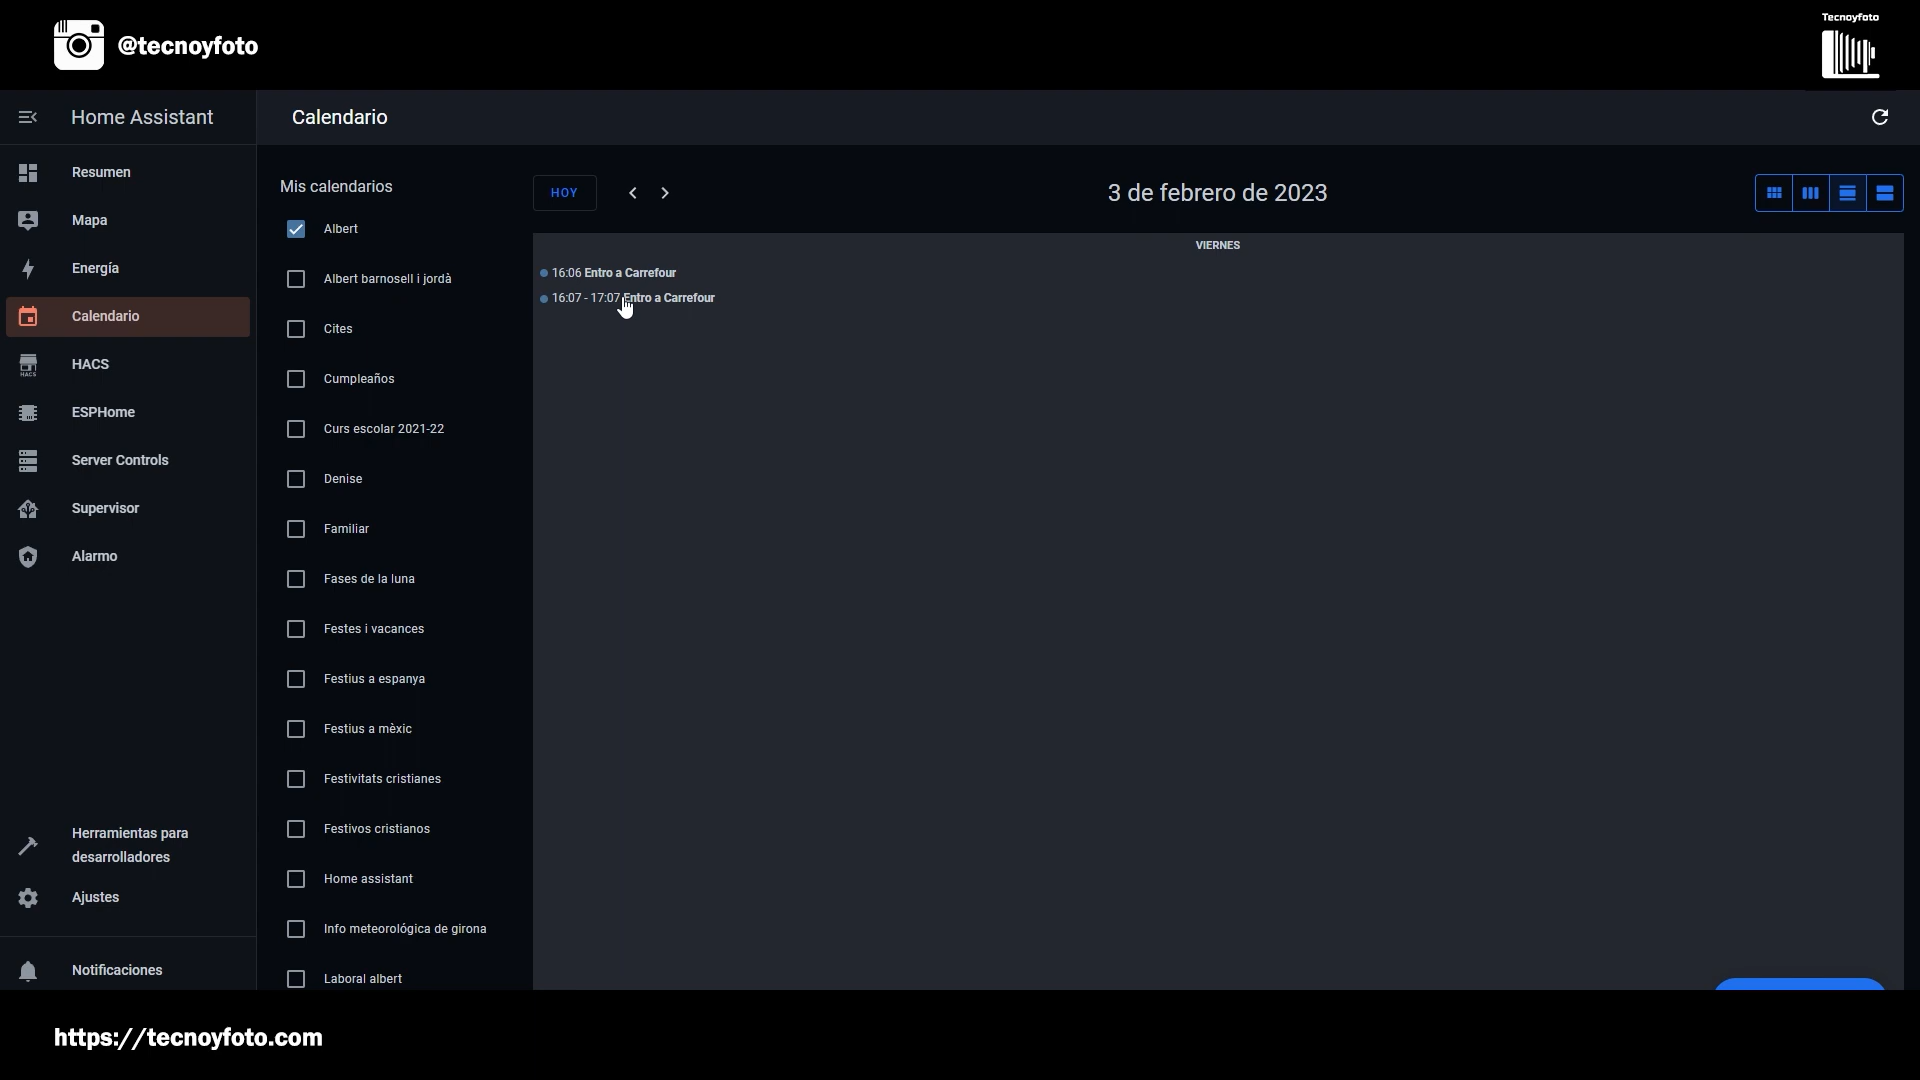 @tecnoyfoto
Tecnoyfoto
Home Assistant
Calendario
Resumen
Mapa
Energía
Calendario
HACS
HACS
ESPHome
Server Controls
Supervisor
Alarmo
Herramientas para
desarrolladores
Ajustes
Notificaciones
Mis calendarios
Albert
Albert barnosell i jordà
Cites
Cumpleaños
Curs escolar 2021-22
Denise
Familiar
Fases de la luna
Festes i vacances
Festius a espanya
Festius a mèxic
Festivitats cristianes
Festivos cristianos
Home assistant
Info meteorológica de girona
Laboral albert
HOY
3 de febrero de 2023
VIERNES
16:06 Entro a Carrefour
16:07 - 17:07 Entro a Carrefour
https://tecnoyfoto.com